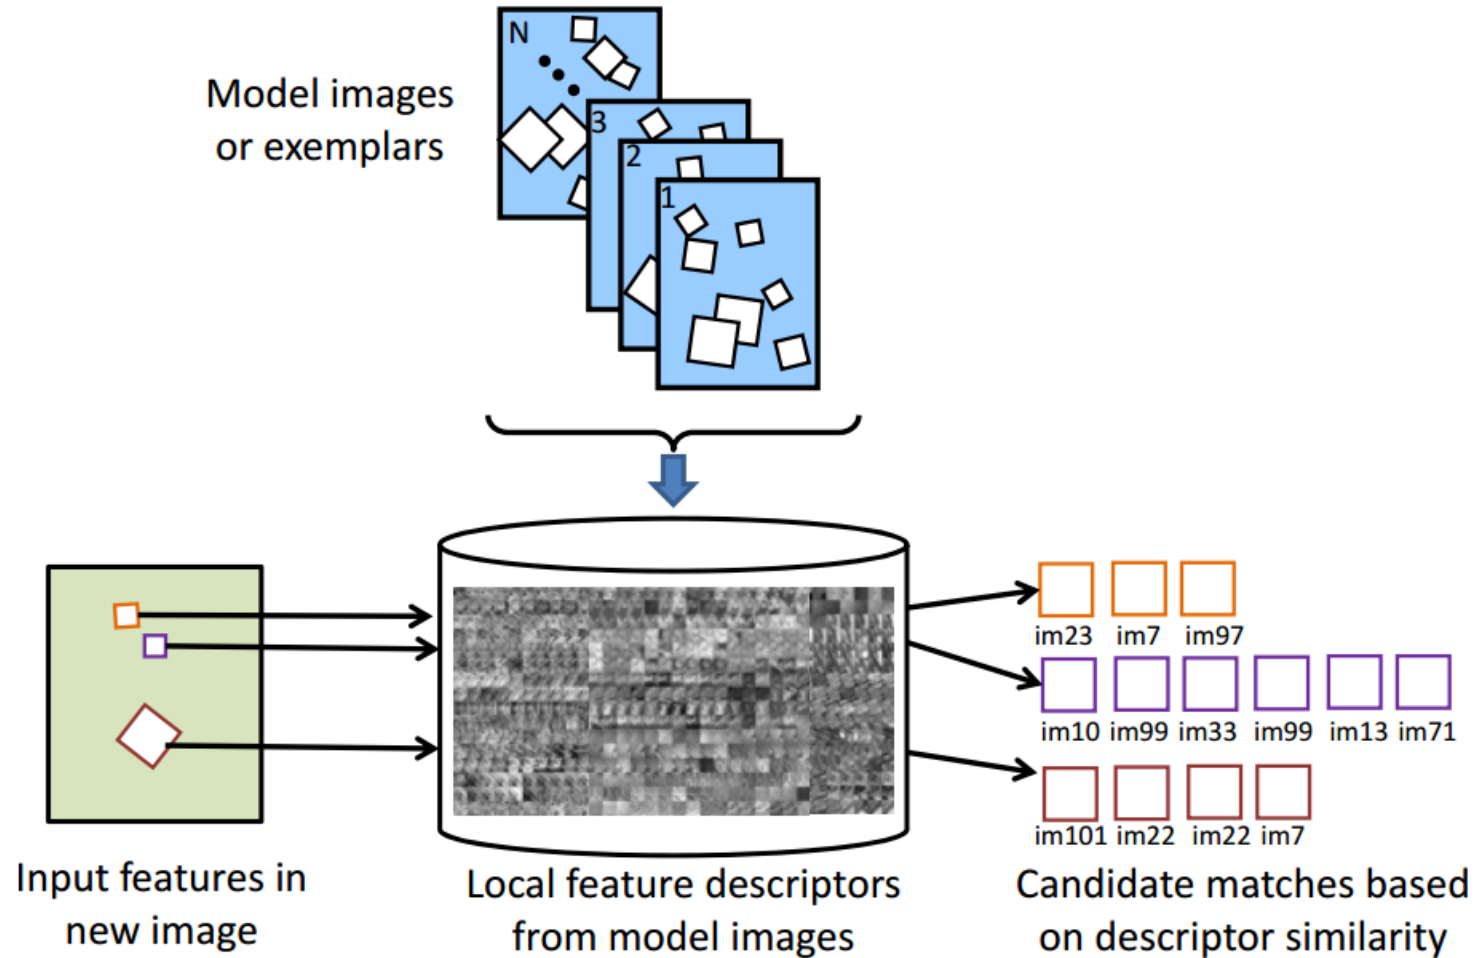 N
Model images
or exemplars
3
2
1
im23 im7 im97
im10 im99 im33 im99 im13 im71
im101 im22 im22 im7
Input features in
new image
Local feature descriptors
from model images
Candidate matches based
on descriptor similarity